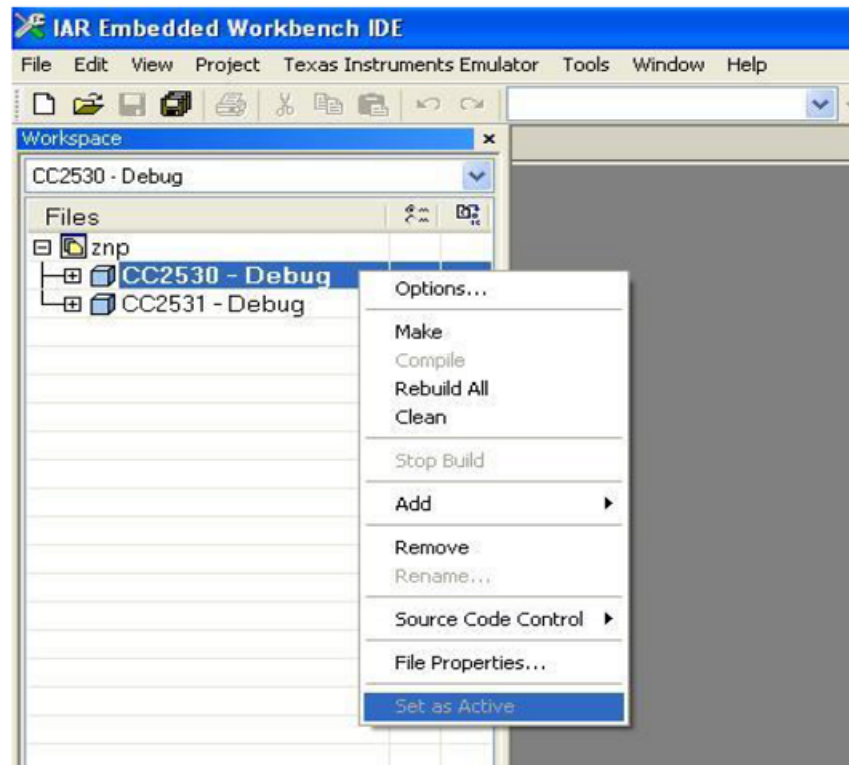 IAR Embedded Workbench IDE
File Edit View Project Texas Instruments Emulator Tools Window Help
Workspace
CC2530 - Debug
Files
znp
CC2530 - Debug
CC2531 - Debug
Options...
Make
Compile
Rebuild All
Clean
Stop Build
Add
Remove
Rename...
Source Code Control
File Properties...
Set as Active